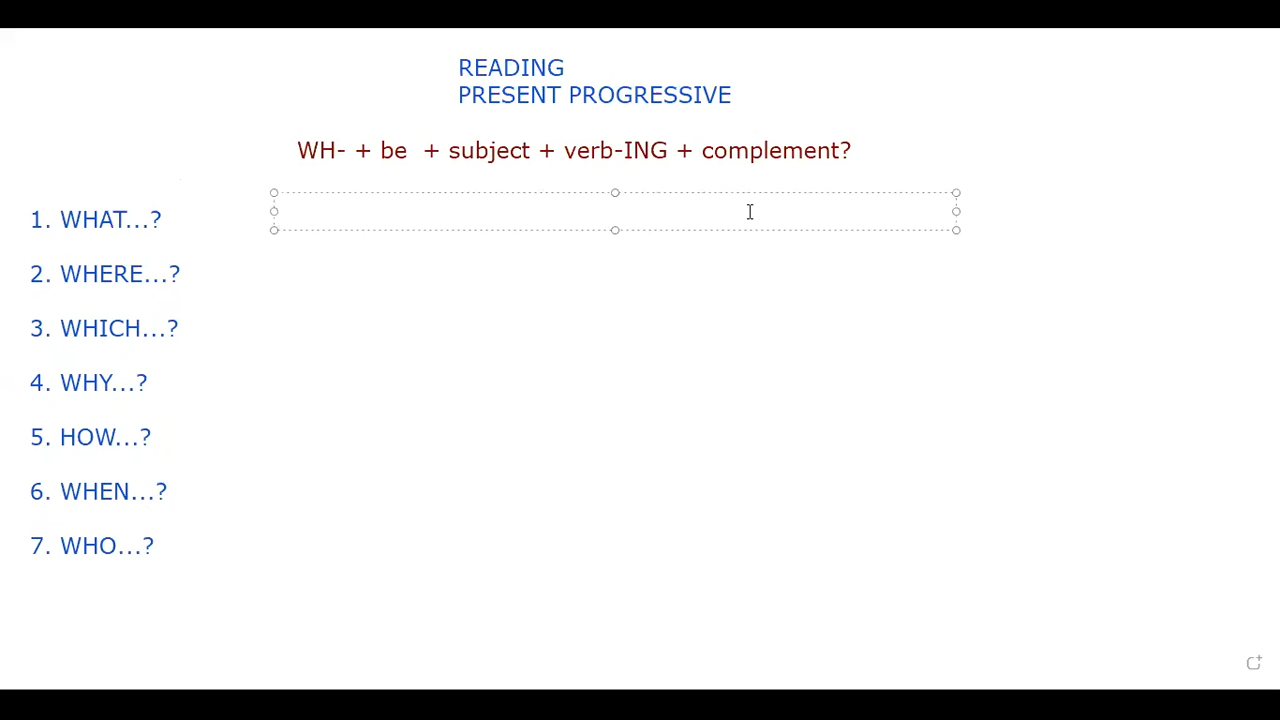 READING
PRESENT PROGRESSIVE
WH- + be + subject + verb-ING + complement?
1. WHAT...?
2. WHERE...?
3. WHICH...?
4. WHY...?
5. HOW...?
6. WHEN...?
7. WHO...?